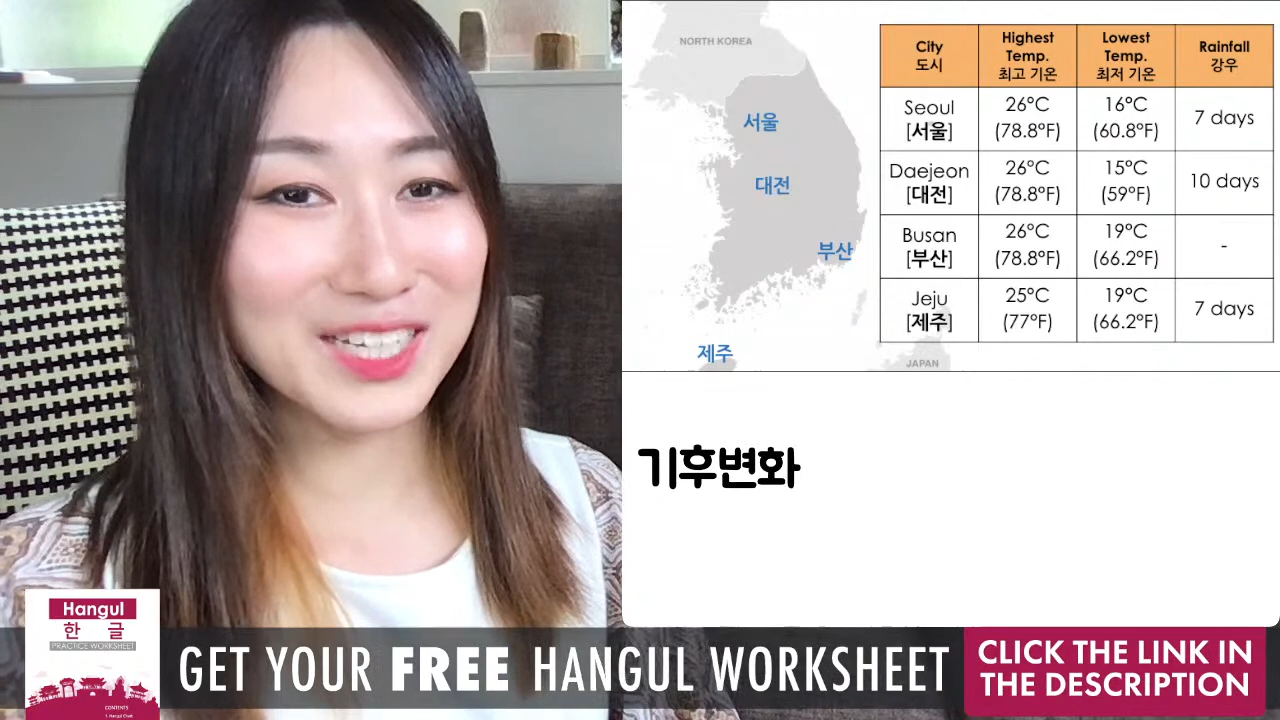 NORTH KOREA
서울
대전
부산
제주
JAPAN
City 도시 | Highest Temp. 최고 기온 | Lowest Temp. 최저 기온 | Rainfall 강우
Seoul [서울] | 26°C (78.8°F) | 16°C (60.8°F) | 7 days
Daejeon [대전] | 26°C (78.8°F) | 15°C (59°F) | 10 days
Busan [부산] | 26°C (78.8°F) | 19°C (66.2°F) | -
Jeju [제주] | 25°C (77°F) | 19°C (66.2°F) | 7 days
기후변화
Hangul
한 글
PRACTICE WORKSHEET
CONTENTS
1. Hangul Chart
GET YOUR FREE HANGUL WORKSHEET
CLICK THE LINK IN
THE DESCRIPTION